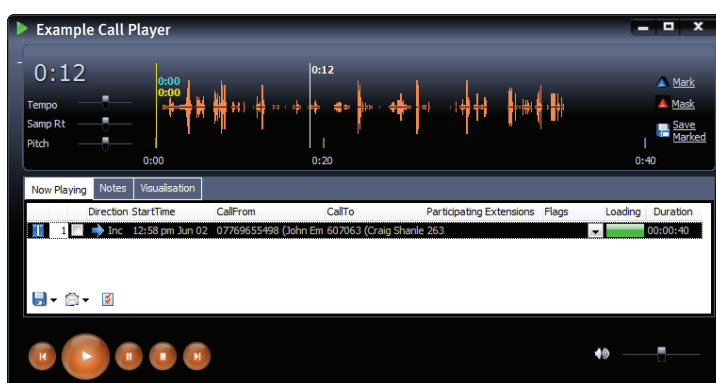 Example Call Player
0:12
0:00
0:00
0:12
Tempo
Samp Rt
Pitch
Mark
Mask
Save
Marked
0:00
0:20
0:40
Now Playing Notes Visualisation
Direction StartTime CallFrom CallTo Participating Extensions Flags Loading Duration
1 Inc 12:58 pm Jun 02 07769655498 (John Em 607063 (Craig Shanle 263 00:00:40